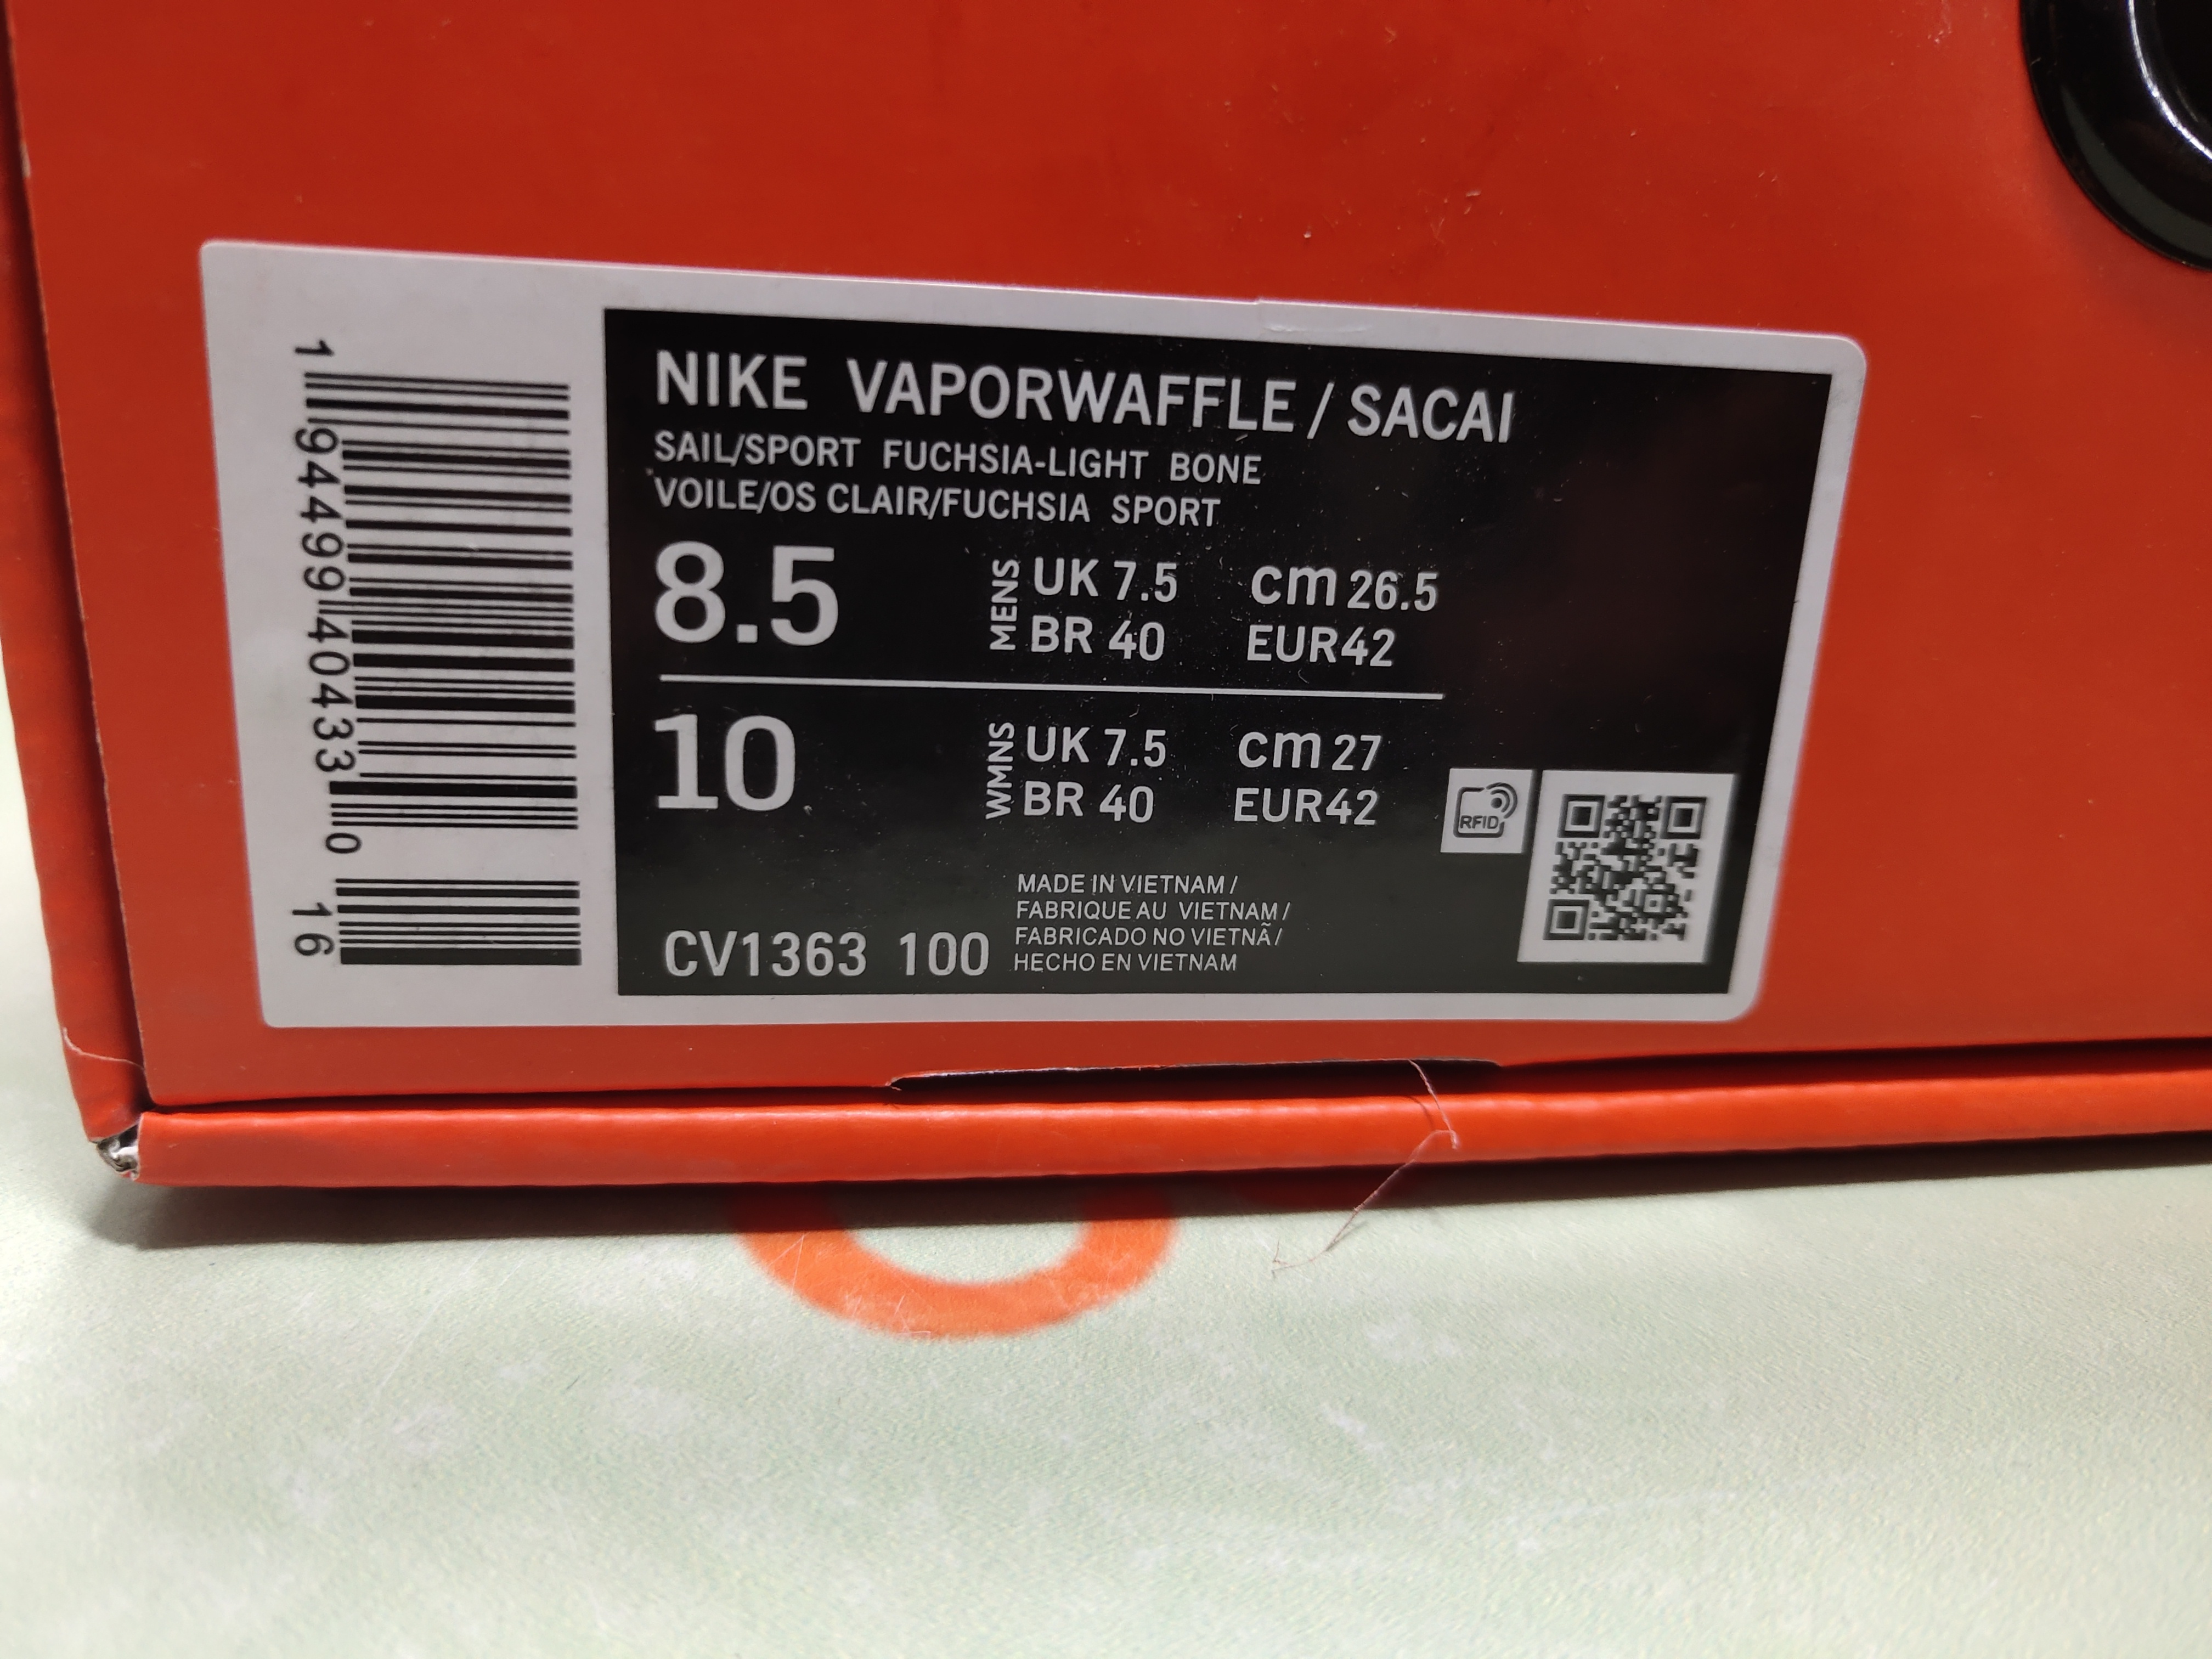 1 94499 40433 0
16
NIKE VAPORWAFFLE / SACAI
SAIL/SPORT FUCHSIA-LIGHT BONE
VOILE/OS CLAIR/FUCHSIA SPORT
8.5
MENS
UK 7.5 cm 26.5
BR 40 EUR42
10
WMNS
UK 7.5 cm 27
BR 40 EUR42
RFID
CV1363 100
MADE IN VIETNAM /
FABRIQUE AU VIETNAM /
FABRICADO NO VIETNÃ /
HECHO EN VIETNAM